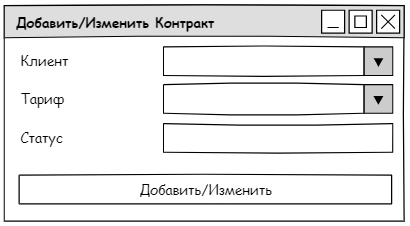 Добавить/Изменить Контракт
Клиент
Тариф
Статус
Добавить/Изменить